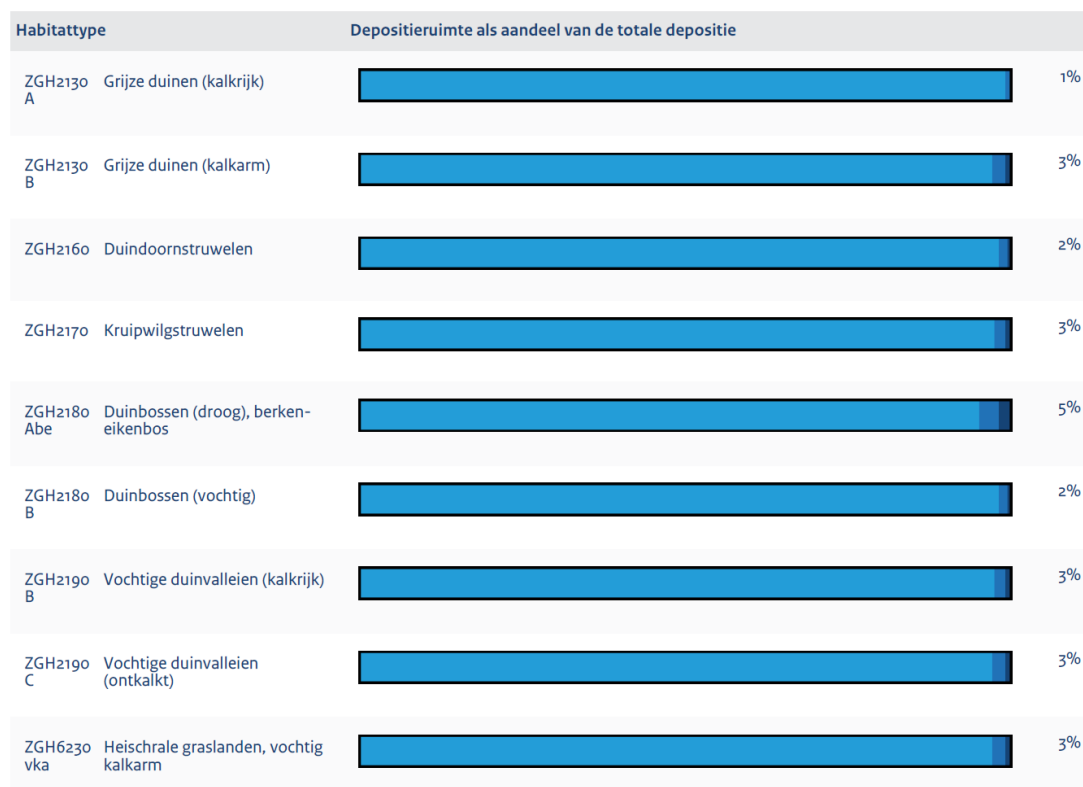 Habitattype Depositieruimte als aandeel van de totale depositie
ZGH2130 Grijze duinen (kalkrijk) 1%
A
ZGH2130 Grijze duinen (kalkarm) 3%
B
ZGH2160 Duindoornstruwelen 2%
ZGH2170 Kruipwilgstruwelen 3%
ZGH2180 Duinbossen (droog), berken- 5%
Abe eikenbos
ZGH2180 Duinbossen (vochtig) 2%
B
ZGH2190 Vochtige duinvalleien (kalkrijk) 3%
B
ZGH2190 Vochtige duinvalleien 3%
C (ontkalkt)
ZGH6230 Heischrale graslanden, vochtig 3%
vka kalkarm